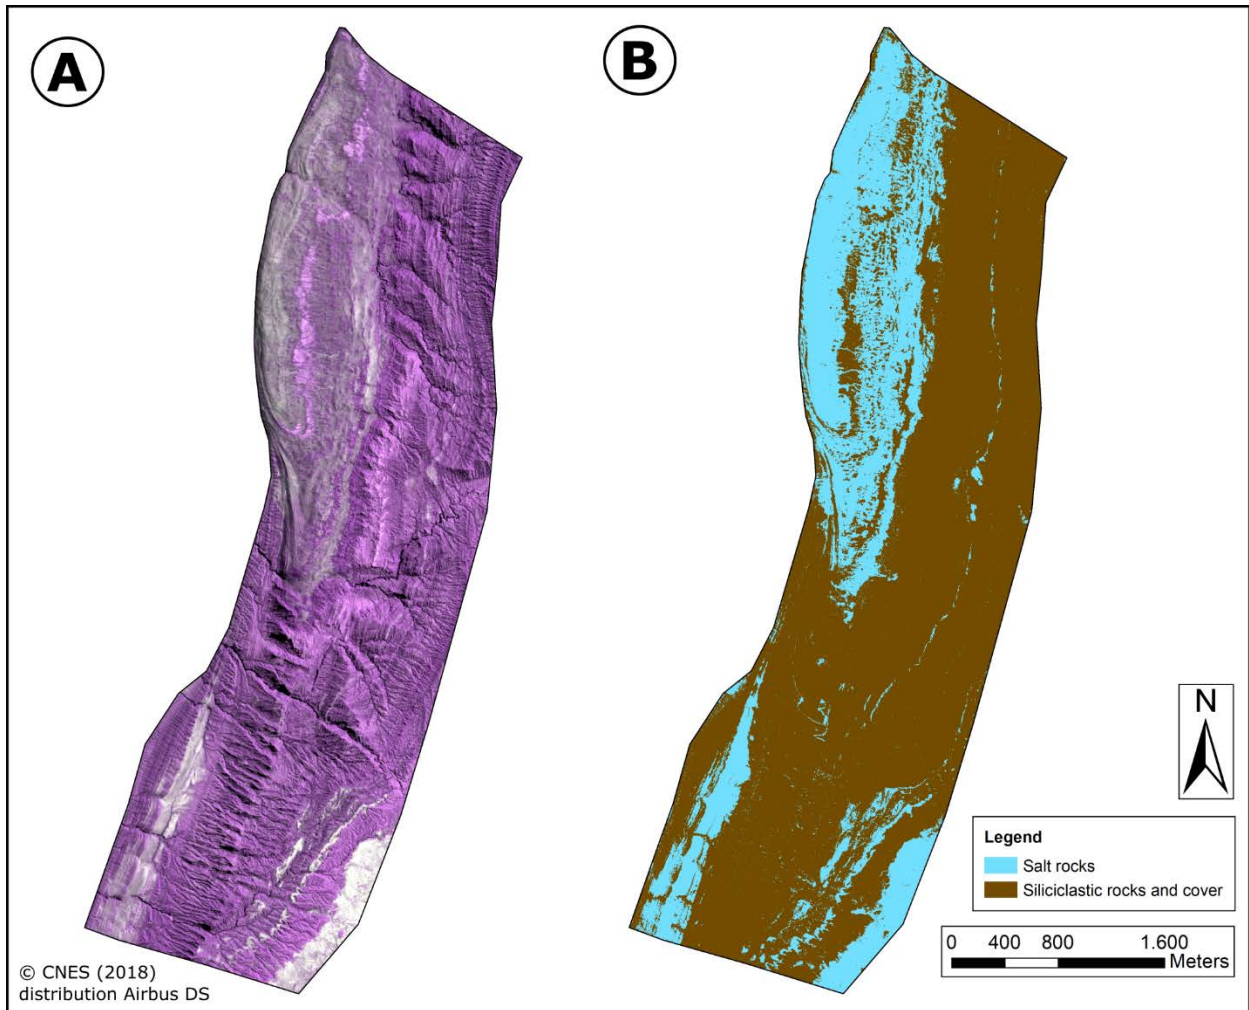 A
B
N
Legend
Salt rocks
Siliciclastic rocks and cover
0 400 800 1.600
Meters
© CNES (2018)
distribution Airbus DS